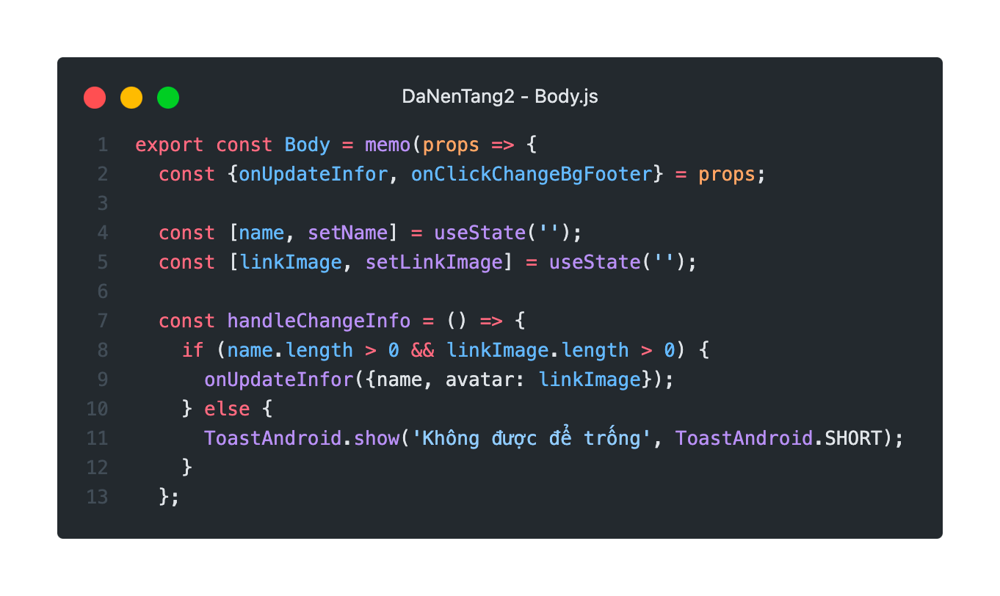 DaNenTang2 - Body.js
1 export const Body = memo(props => {
2   const {onUpdateInfor, onClickChangeBgFooter} = props;
3
4   const [name, setName] = useState('');
5   const [linkImage, setLinkImage] = useState('');
6
7   const handleChangeInfo = () => {
8     if (name.length > 0 && linkImage.length > 0) {
9       onUpdateInfor({name, avatar: linkImage});
10     } else {
11       ToastAndroid.show('Không được để trống', ToastAndroid.SHORT);
12     }
13   };